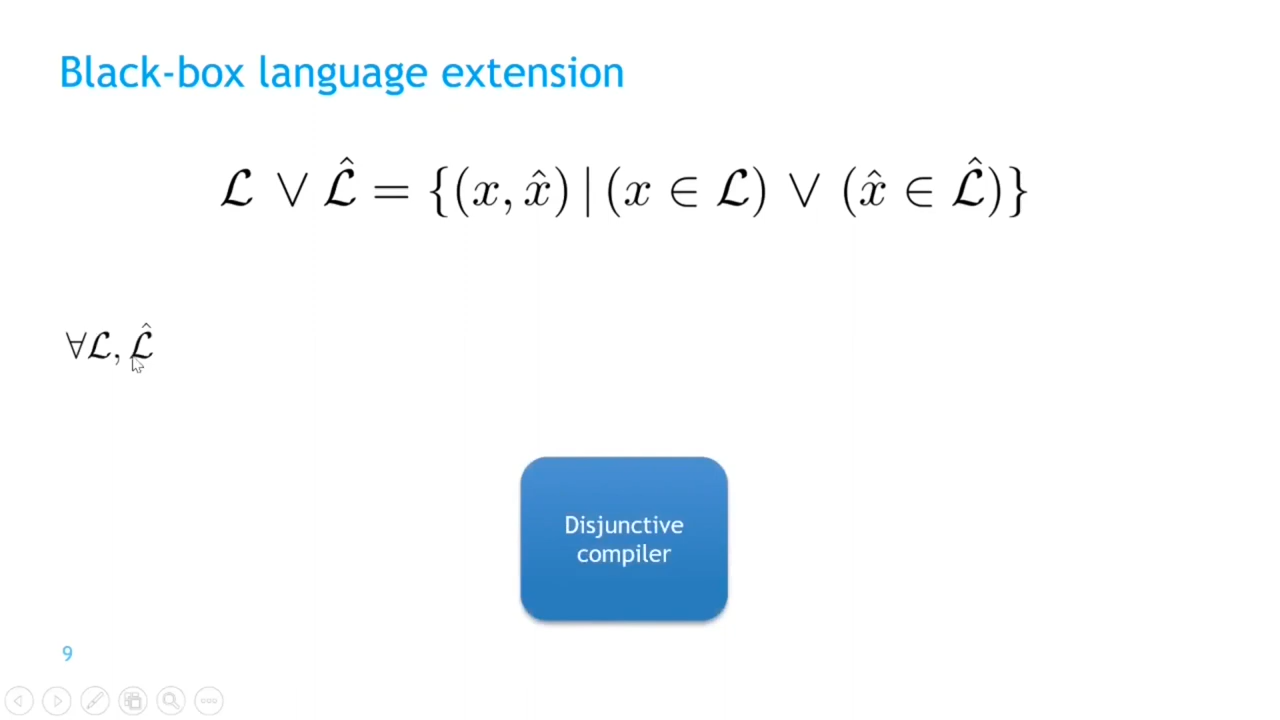 Black-box language extension
ℒ ∨ ℒ̂ = {(x, x̂) | (x ∈ ℒ) ∨ (x̂ ∈ ℒ̂)}
∀ℒ, ℒ̂
Disjunctive
compiler
9